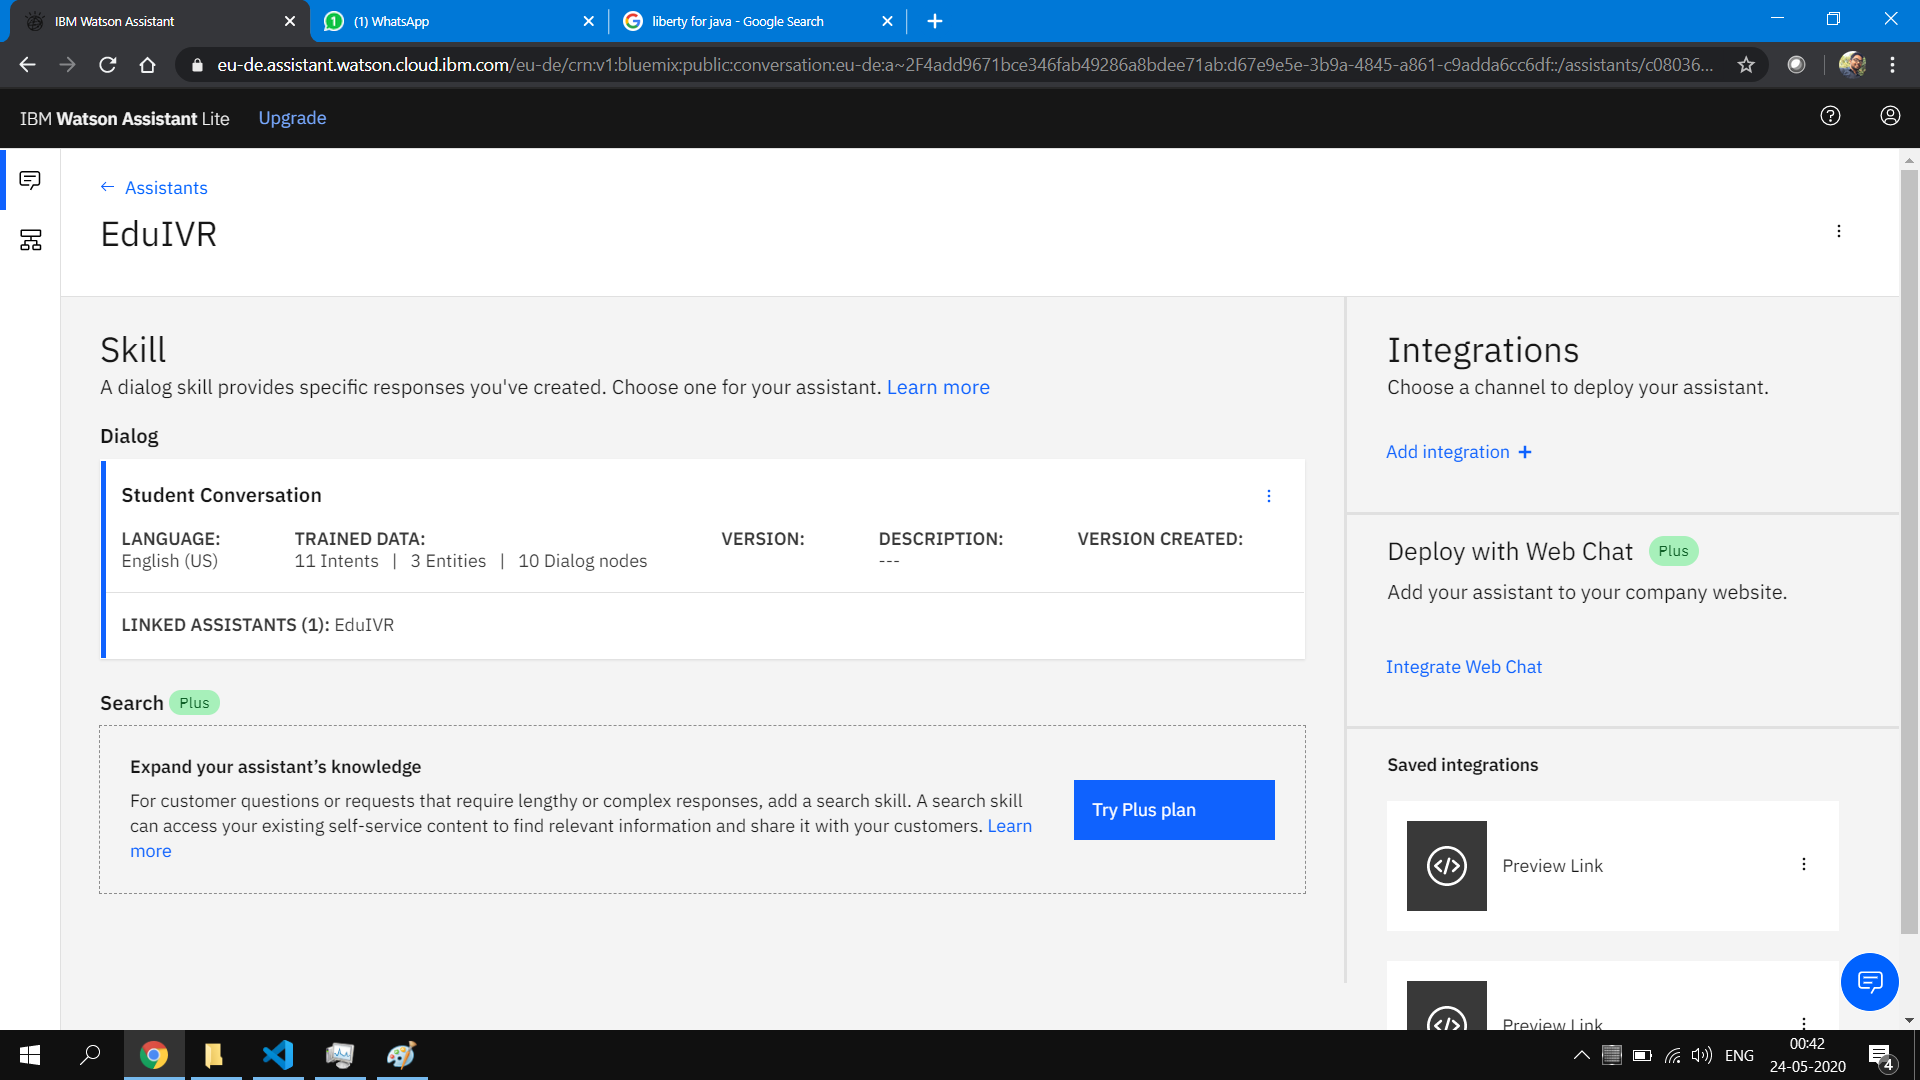 IBM Watson Assistant
(1) WhatsApp
liberty for java - Google Search
eu-de.assistant.watson.cloud.ibm.com/eu-de/crn:v1:bluemix:public:conversation:eu-de:a~2F4add9671bce346fab49286a8bdee71ab:d67e9e5e-3b9a-4845-a861-c9adda6cc6df::/assistants/c08036...
IBM Watson Assistant Lite
Upgrade
Assistants
EduIVR
Skill
A dialog skill provides specific responses you've created. Choose one for your assistant. Learn more
Dialog
Student Conversation
LANGUAGE: TRAINED DATA: VERSION: DESCRIPTION: VERSION CREATED:
English (US) 11 Intents | 3 Entities | 10 Dialog nodes ---
LINKED ASSISTANTS (1): EduIVR
Search Plus
Expand your assistant’s knowledge
For customer questions or requests that require lengthy or complex responses, add a search skill. A search skill
can access your existing self-service content to find relevant information and share it with your customers. Learn
more
Try Plus plan
Integrations
Choose a channel to deploy your assistant.
Add integration +
Deploy with Web Chat Plus
Add your assistant to your company website.
Integrate Web Chat
Saved integrations
Preview Link
Preview Link
ENG
00:42
24-05-2020
4